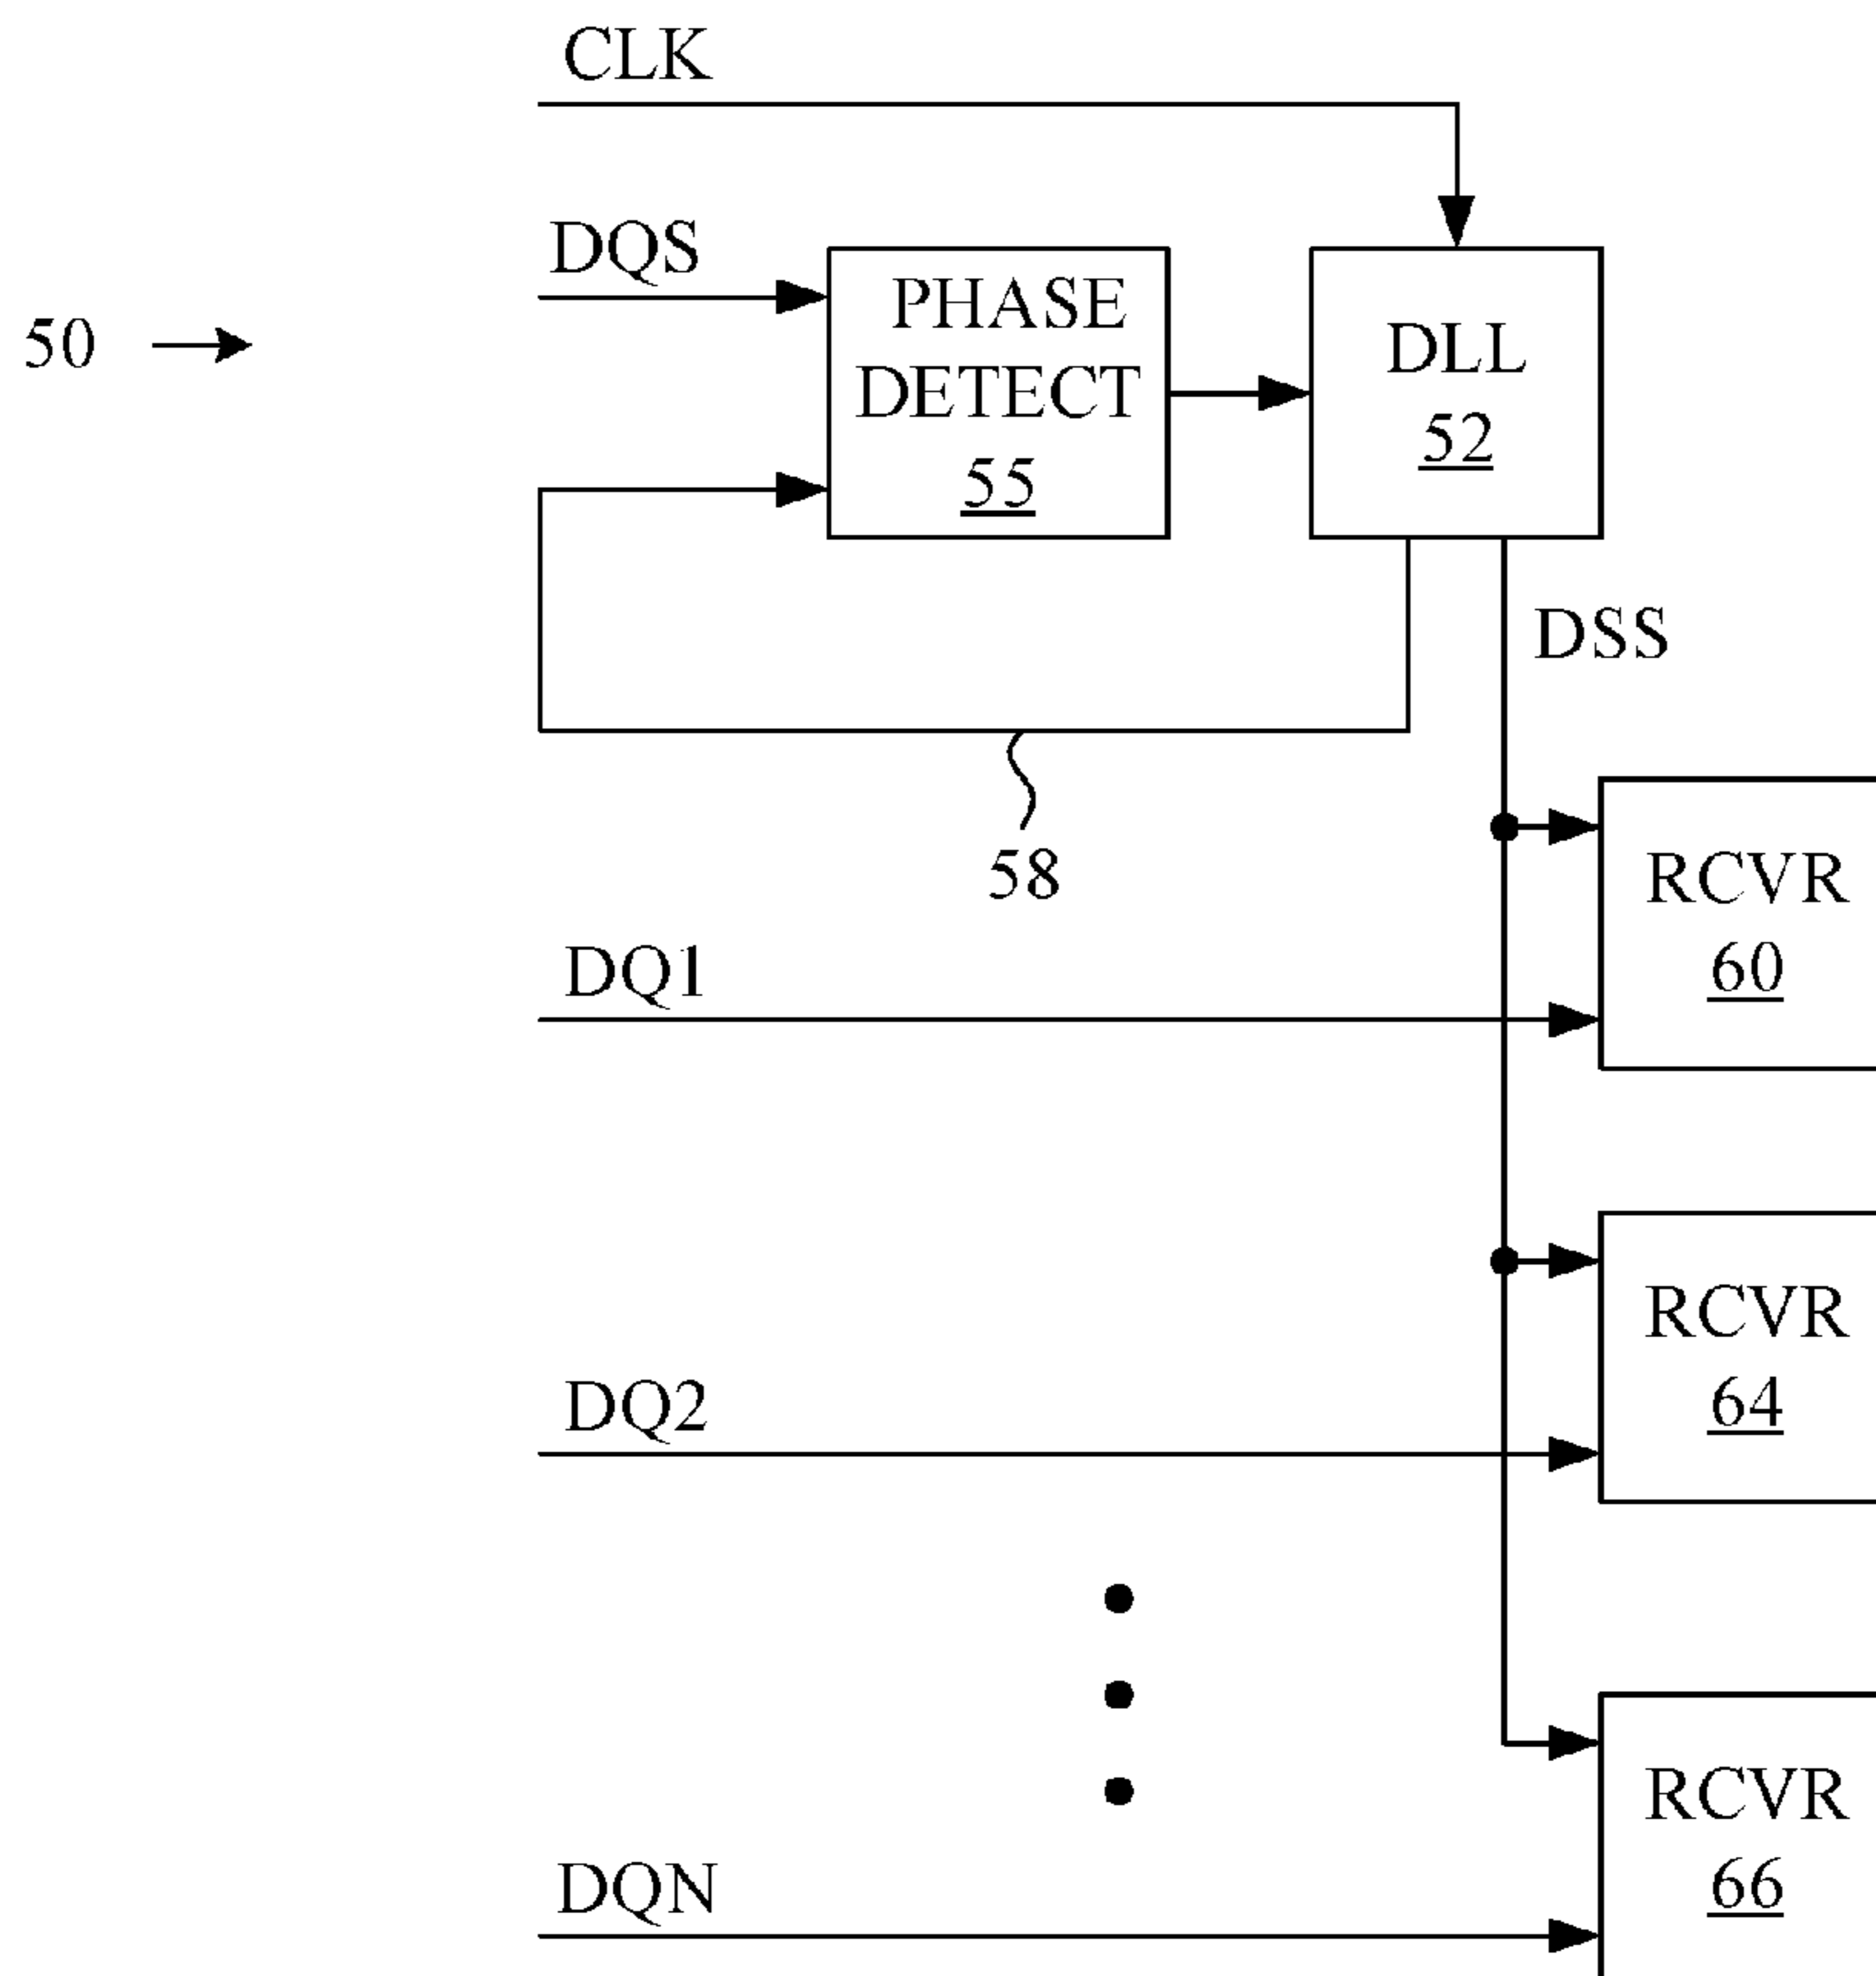 CLK
DQS
50
PHASE
DETECT
55
DLL
52
DSS
58
RCVR
60
DQ1
RCVR
64
DQ2
RCVR
66
DQN